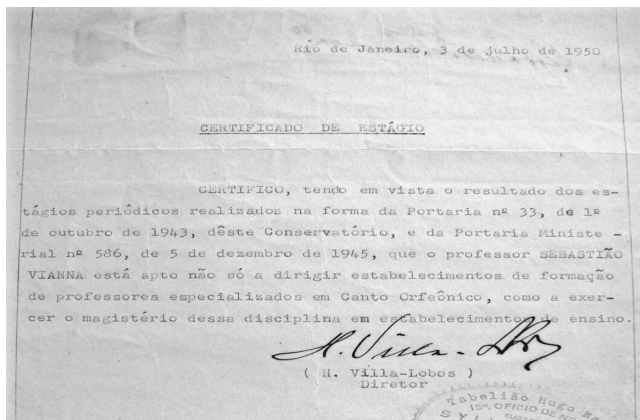 Rio de Janeiro, 3 de julho de 1950
CERTIFICADO DE ESTÁGIO
CERTIFICO, tendo em vista o resultado dos es-
tágios periódicos realizados na forma da Portaria nº 33, de 1º
de outubro de 1943, dêste Conservatório, e da Portaria Ministe -
rial nº 586, de 5 de dezembro de 1945, que o professor SEBASTIÃO
VIANNA está apto não só a dirigir estabelecimentos de formação
de professores especializados em Canto Orfeônico, como a exer-
cer o magistério dessa disciplina em estabelecimentos de ensino.
H. Villa-Lobos
( H. Villa-Lobos )
Diretor
Tabelião Hugo
15º OFICIO DE